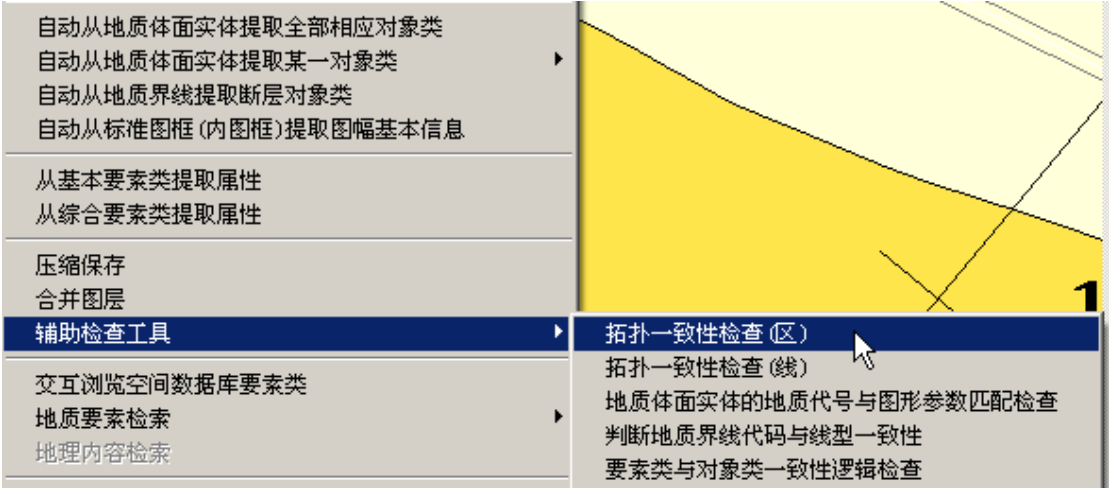 自动从地质体面实体提取全部相应对象类
自动从地质体面实体提取某一对象类
自动从地质界线提取断层对象类
自动从标准图框(内图框)提取图幅基本信息
从基本要素类提取属性
从综合要素类提取属性
压缩保存
合并图层
辅助检查工具
交互浏览空间数据库要素类
地质要素检索
地理内容检索
拓扑一致性检查(区)
拓扑一致性检查(线)
地质体面实体的地质代号与图形参数匹配检查
判断地质界线代码与线型一致性
要素类与对象类一致性逻辑检查
1